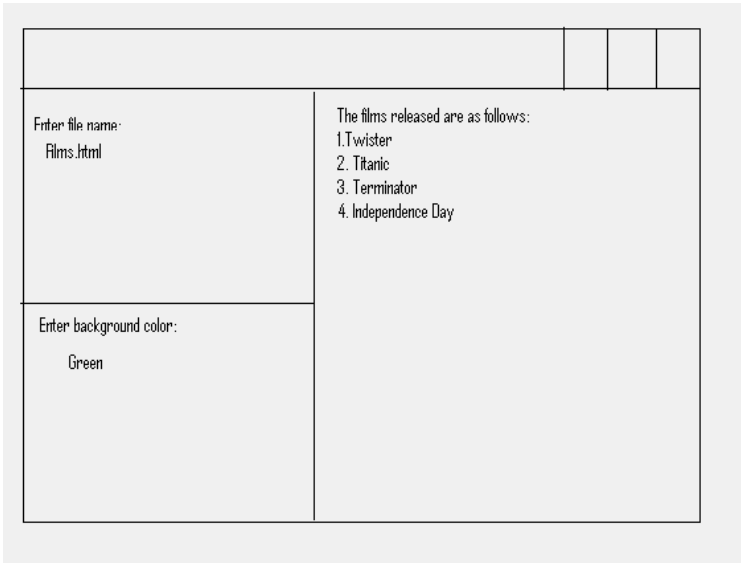 Enter file name:
Films.html
Enter background color:
Green
The films released are as follows:
1.Twister
2. Titanic
3. Terminator
4. Independence Day